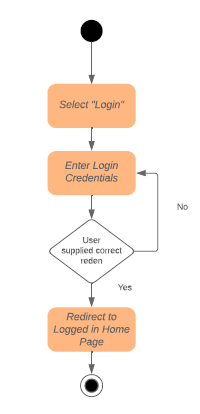 Select "Login"
Enter Login
Credentials
No
User
supplied correct
reden
Yes
Redirect to
Logged in Home
Page